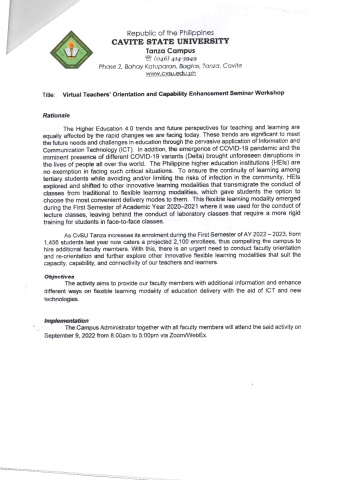 Republic of the Philippines
CAVITE STATE UNIVERSITY
Tanza Campus
☎ (046) 414-3949
Phase 2, Bahay Katuparan, Bagtas, Tanza, Cavite
www.cvsu.edu.ph
Title: Virtual Teachers' Orientation and Capability Enhancement Seminar Workshop
Rationale
The Higher Education 4.0 trends and future perspectives for teaching and learning are
equally affected by the rapid changes we are facing today. These trends are significant to meet
the future needs and challenges in education through the pervasive application of Information and
Communication Technology (ICT). In addition, the emergence of COVID-19 pandemic and the
imminent presence of different COVID-19 variants (Delta) brought unforeseen disruptions in
the lives of people all over the world. The Philippine higher education institutions (HEIs) are
no exemption in facing such critical situations. To ensure the continuity of learning among
tertiary students while avoiding and/or limiting the risks of infection in the community, HEIs
explored and shifted to other innovative learning modalities that transmigrate the conduct of
classes from traditional to flexible learning modalities, which gave students the option to
choose the most convenient delivery modes to them. This flexible learning modality emerged
during the First Semester of Academic Year 2020-2021 where it was used for the conduct of
lecture classes, leaving behind the conduct of laboratory classes that require a more rigid
training for students in face-to-face classes.
As CvSU Tanza increases its enrolment during the First Semester of AY 2022 – 2023, from
1,456 students last year now caters a projected 2,100 enrollees, thus compelling the campus to
hire additional faculty members. With this, there is an urgent need to conduct faculty orientation
and re-orientation and further explore other innovative flexible learning modalities that suit the
capacity, capability, and connectivity of our teachers and learners.
Objectives
The activity aims to provide our faculty members with additional information and enhance
different ways on flexible learning modality of education delivery with the aid of ICT and new
technologies.
Implementation
The Campus Administrator together with all faculty members will attend the said activity on
September 9, 2022 from 8:00am to 5:00pm via Zoom/WebEx.